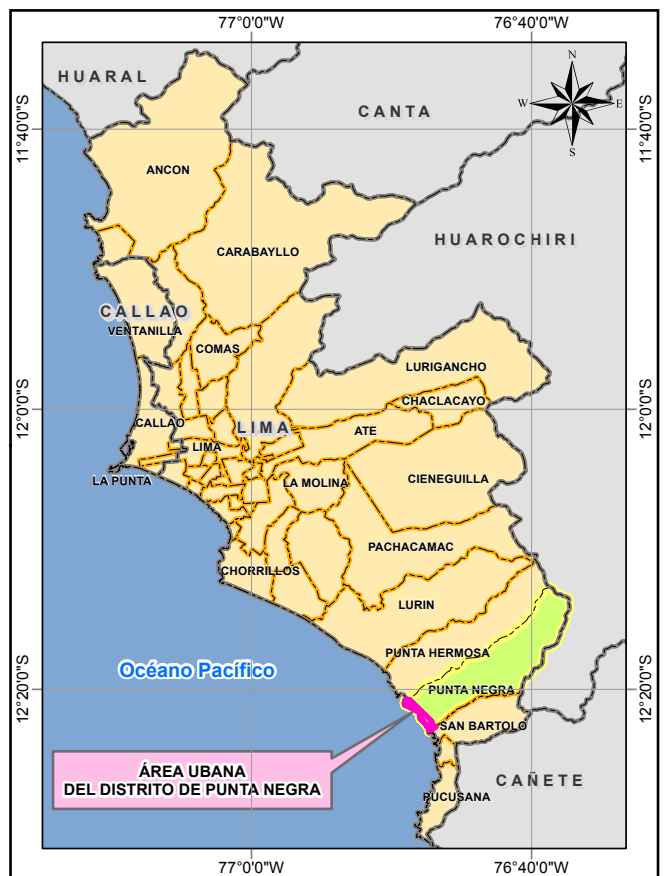 77°0'0"W
76°40'0"W
HUARAL
N
CANTA
W
E
S
11°40'0"S
11°40'0"S
ANCON
HUAROCHIRI
CARABAYLLO
CALLAO
VENTANILLA
COMAS
LURIGANCHO
CHACLACAYO
12°0'0"S
12°0'0"S
CALLAO
LIMA
ATE
LIMA
LA PUNTA
LA MOLINA
CIENEGUILLA
PACHACAMAC
CHORRILLOS
LURIN
PUNTA HERMOSA
Océano Pacífico
12°20'0"S
12°20'0"S
PUNTA NEGRA
SAN BARTOLO
ÁREA UBANA
DEL DISTRITO DE PUNTA NEGRA
CAÑETE
PUCUSANA
77°0'0"W
76°40'0"W